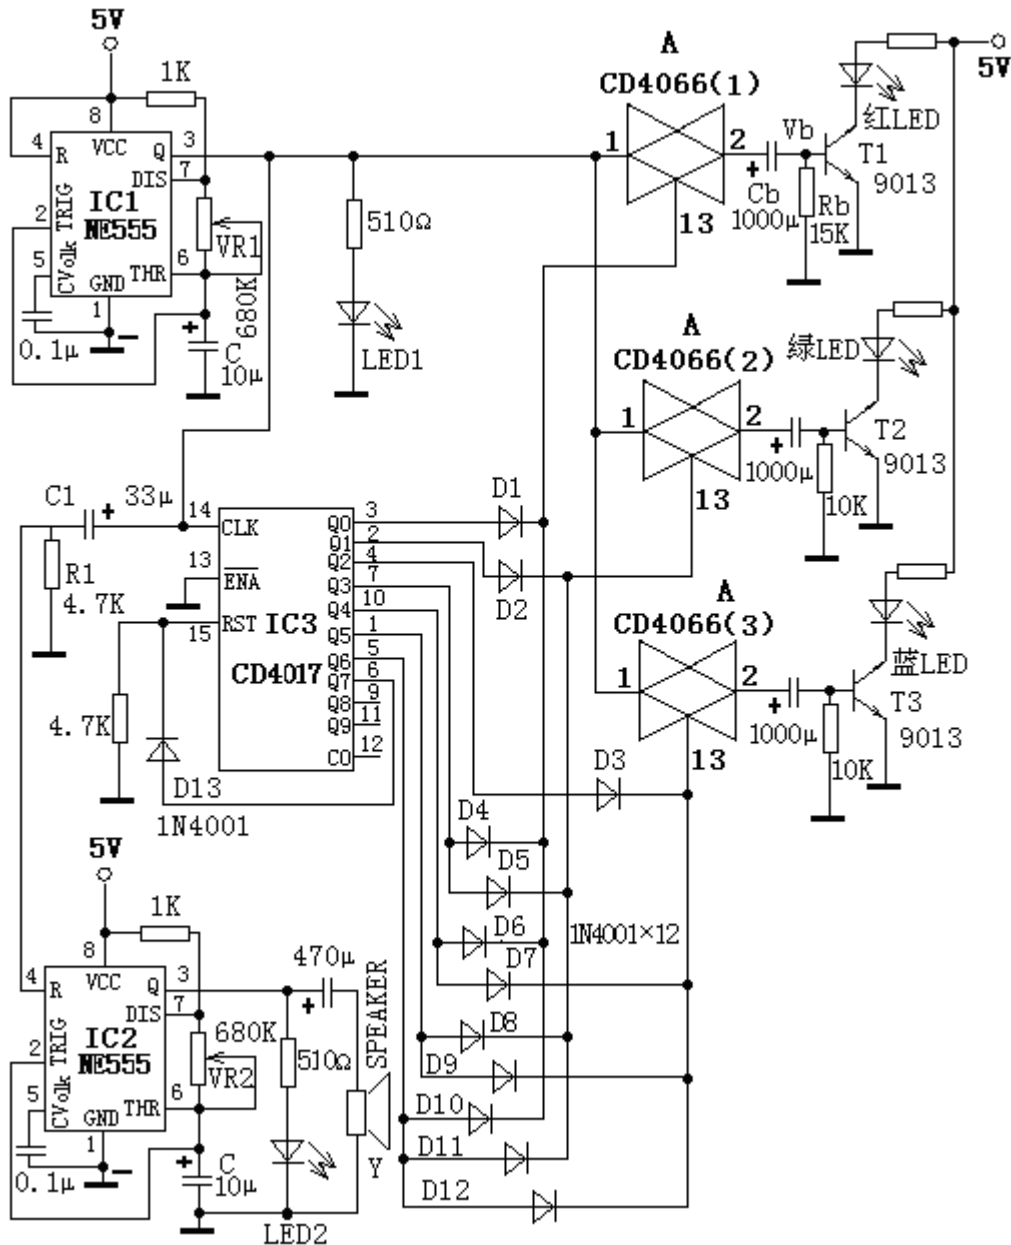 5V
1K
8
4
R
VCC
Q
3
DIS
7
2
TRIG
IC1
NE555
VR1
5
CVolk
GND
THR
6
1
680K
0.1μ
C
10μ
510Ω
LED1
A
CD4066(1)
1
2
13
Cb
1000μ
Vb
Rb
15K
红LED
T1
9013
5V
A
CD4066(2)
1
2
13
1000μ
10K
绿LED
T2
9013
A
CD4066(3)
1
2
13
1000μ
10K
蓝LED
T3
9013
C1
33μ
R1
4.7K
4.7K
14
CLK
13
ENA
RST
15
IC3
CD4017
Q0
3
Q1
2
Q2
4
Q3
7
Q4
10
Q5
1
Q6
5
Q7
6
Q8
9
Q9
11
CO
12
D13
1N4001
D1
D2
D3
D4
D5
D6
D7
D8
D9
D10
D11
D12
1N4001×12
5V
1K
8
4
R
VCC
Q
3
DIS
7
2
TRIG
IC2
NE555
680K
VR2
5
CVolk
GND
THR
6
1
0.1μ
C
10μ
470μ
510Ω
SPEAKER
Y
LED2